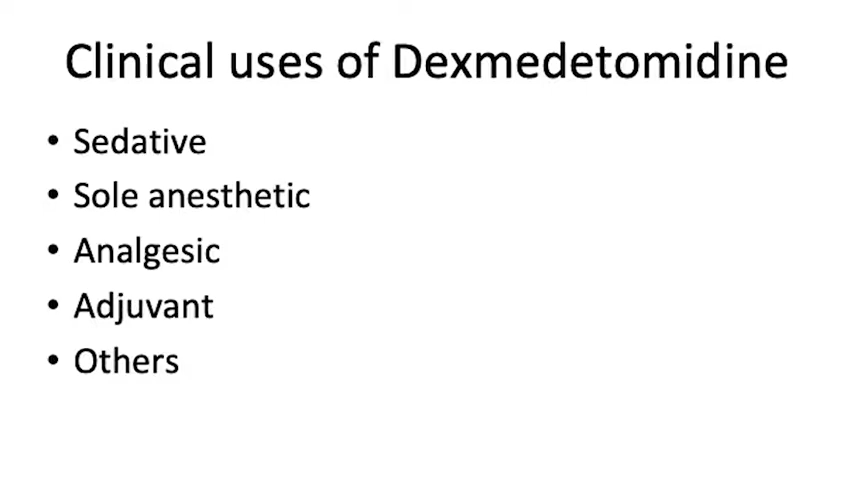 Clinical uses of Dexmedetomidine
• Sedative
• Sole anesthetic
• Analgesic
• Adjuvant
• Others